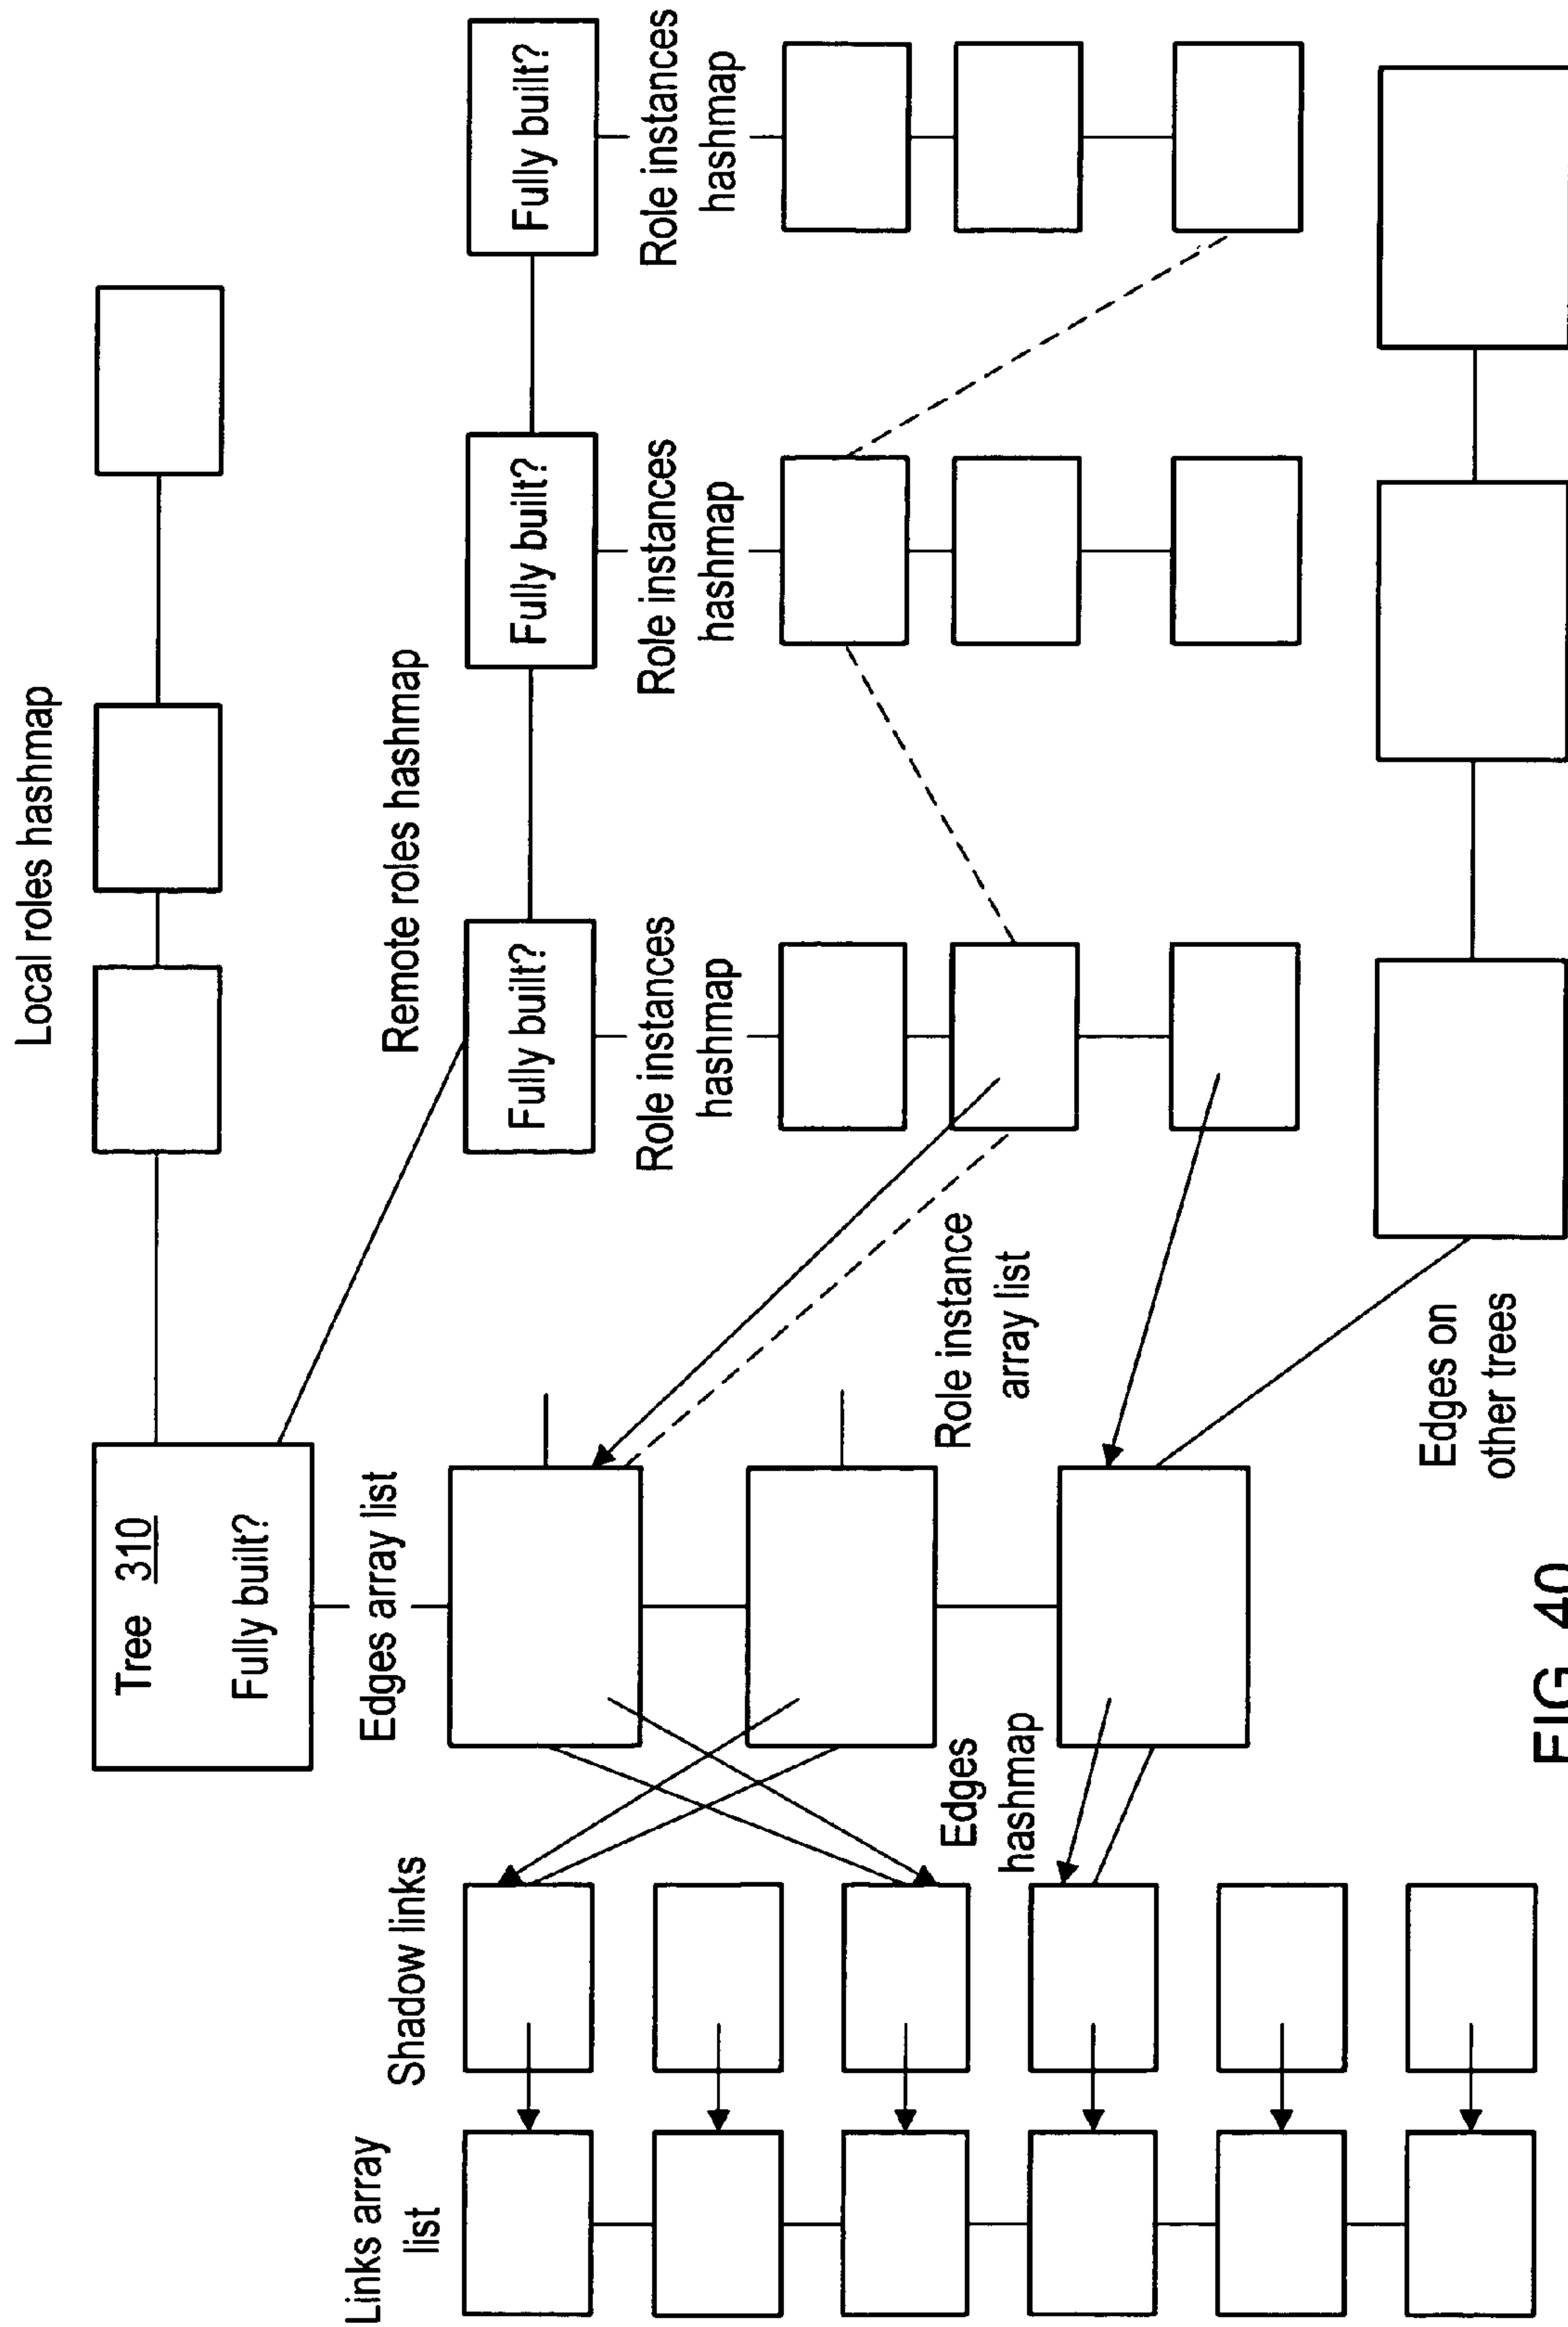 Local roles hashmap
Tree 310
Fully built?
Remote roles hashmap
Fully built?
Fully built?
Fully built?
Links array
list
Shadow links
Edges array list
Role instances
hashmap
Role instances
hashmap
Role instances
hashmap
Edges
hashmap
Role instance
array list
Edges on
other trees
FIG. 40